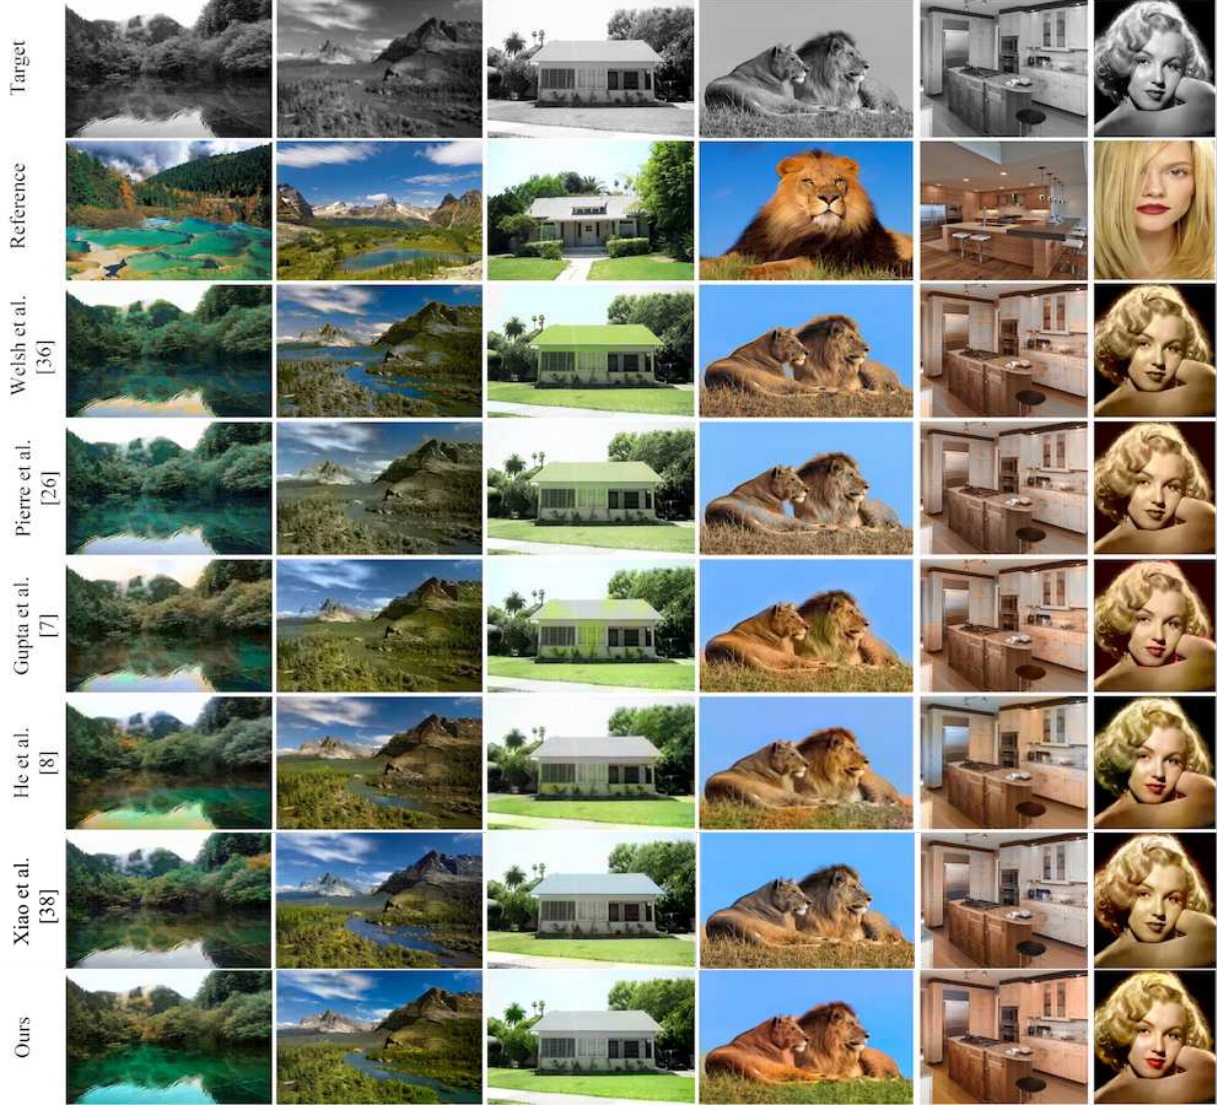 Target
Reference
Welsh et al.
[36]
Pierre et al.
[26]
Gupta et al.
[7]
He et al.
[8]
Xiao et al.
[38]
Ours